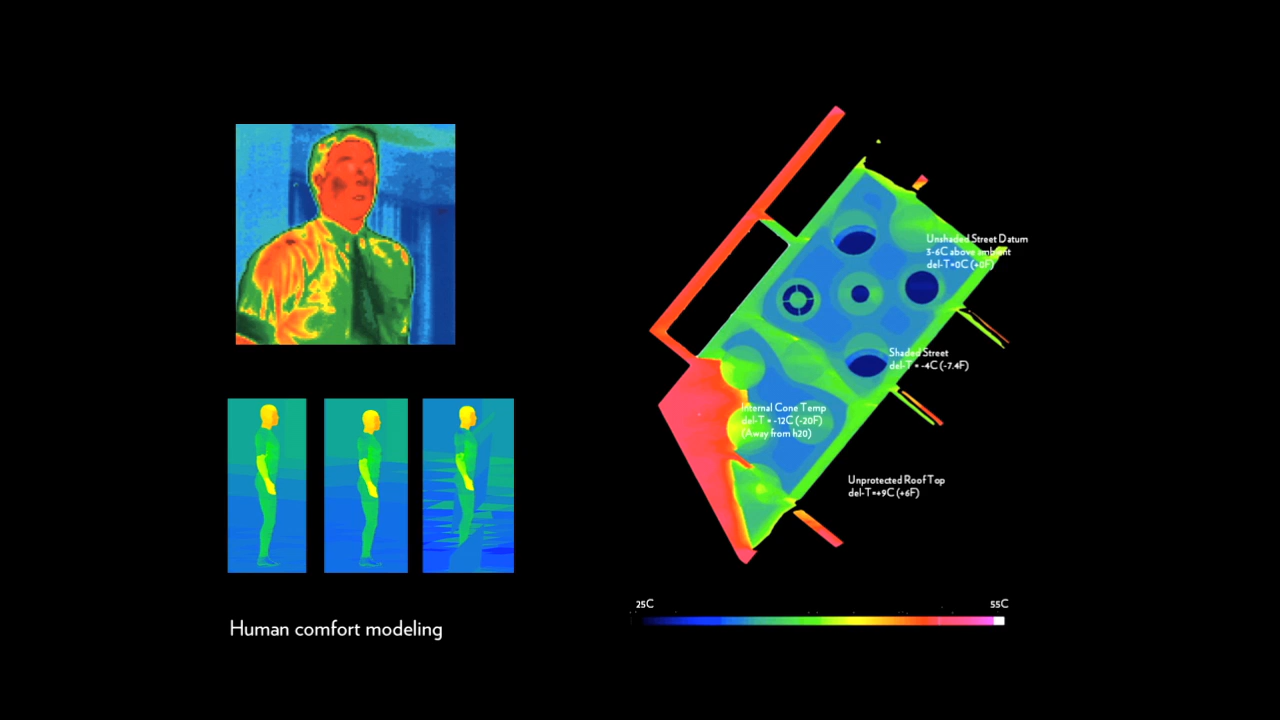 Unshaded Street Datum
3-6C above ambient
del-T=0C (+0F)
Shaded Street
del-T = -4C (-7.4F)
Internal Cone Temp
del-T = -12C (-20F)
(Away from h20)
Unprotected Roof Top
del-T=+9C (+6F)
25C
55C
Human comfort modeling